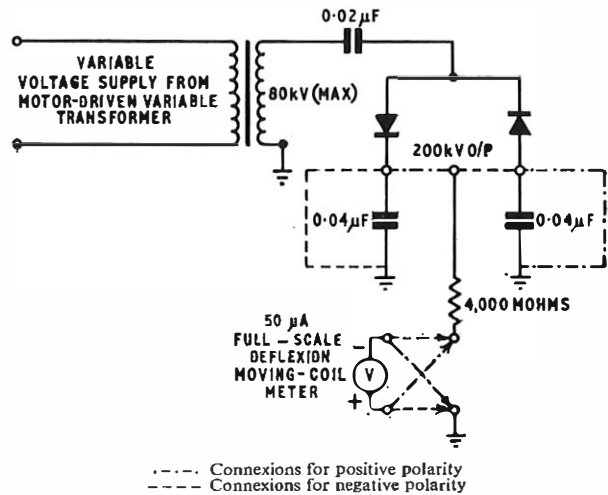 0·02μF
VARIABLE
VOLTAGE SUPPLY FROM
MOTOR-DRIVEN VARIABLE
TRANSFORMER
80kV(MAX)
200kV O/P
0·04μF
0·04μF
4,000 MOHMS
50 μA
FULL – SCALE
DEFLEXION
MOVING-COIL
METER
–
V
+
Connexions for positive polarity
Connexions for negative polarity